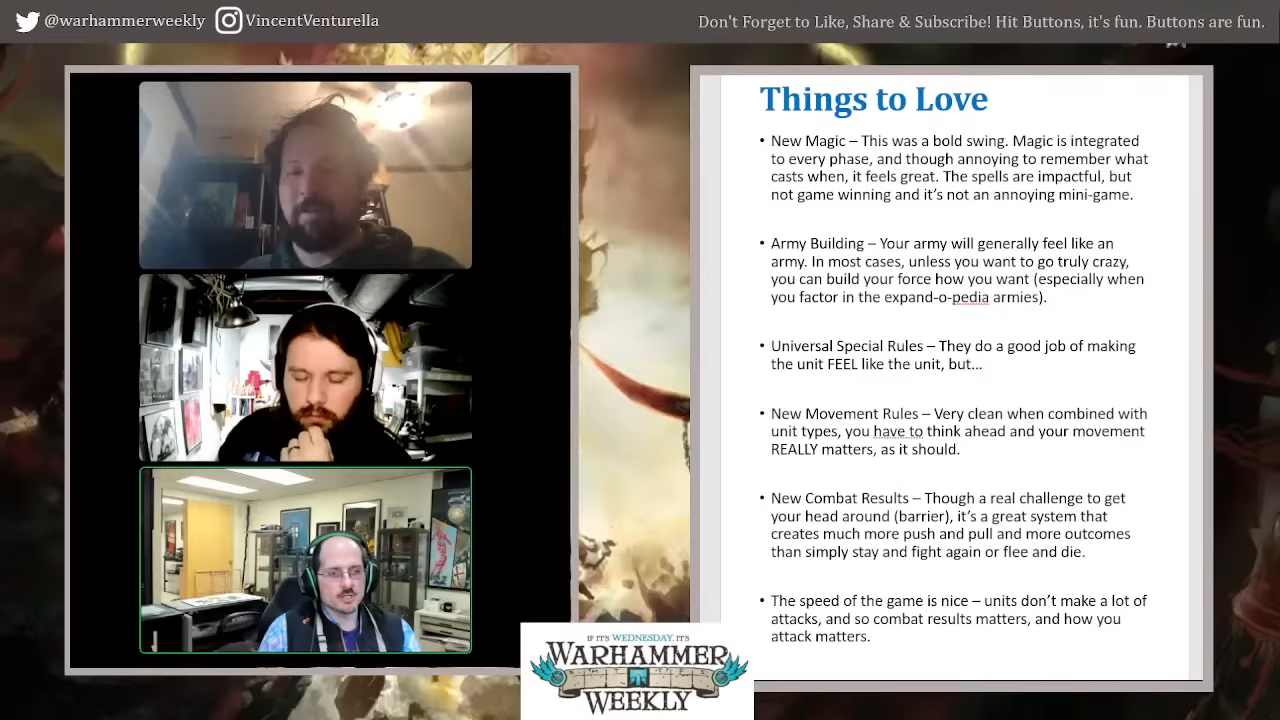 @warhammerweekly VincentVenturella
Don't Forget to Like, Share & Subscribe! Hit Buttons, it's fun. Buttons are fun.
Things to Love
• New Magic – This was a bold swing. Magic is integrated
to every phase, and though annoying to remember what
casts when, it feels great. The spells are impactful, but
not game winning and it's not an annoying mini-game.
• Army Building – Your army will generally feel like an
army. In most cases, unless you want to go truly crazy,
you can build your force how you want (especially when
you factor in the expand-o-pedia armies).
• Universal Special Rules – They do a good job of making
the unit FEEL like the unit, but…
• New Movement Rules – Very clean when combined with
unit types, you have to think ahead and your movement
REALLY matters, as it should.
• New Combat Results – Though a real challenge to get
your head around (barrier), it's a great system that
creates much more push and pull and more outcomes
than simply stay and fight again or flee and die.
• The speed of the game is nice – units don't make a lot of
attacks, and so combat results matters, and how you
attack matters.
IF IT'S WEDNESDAY, IT'S
WARHAMMER
WEEKLY